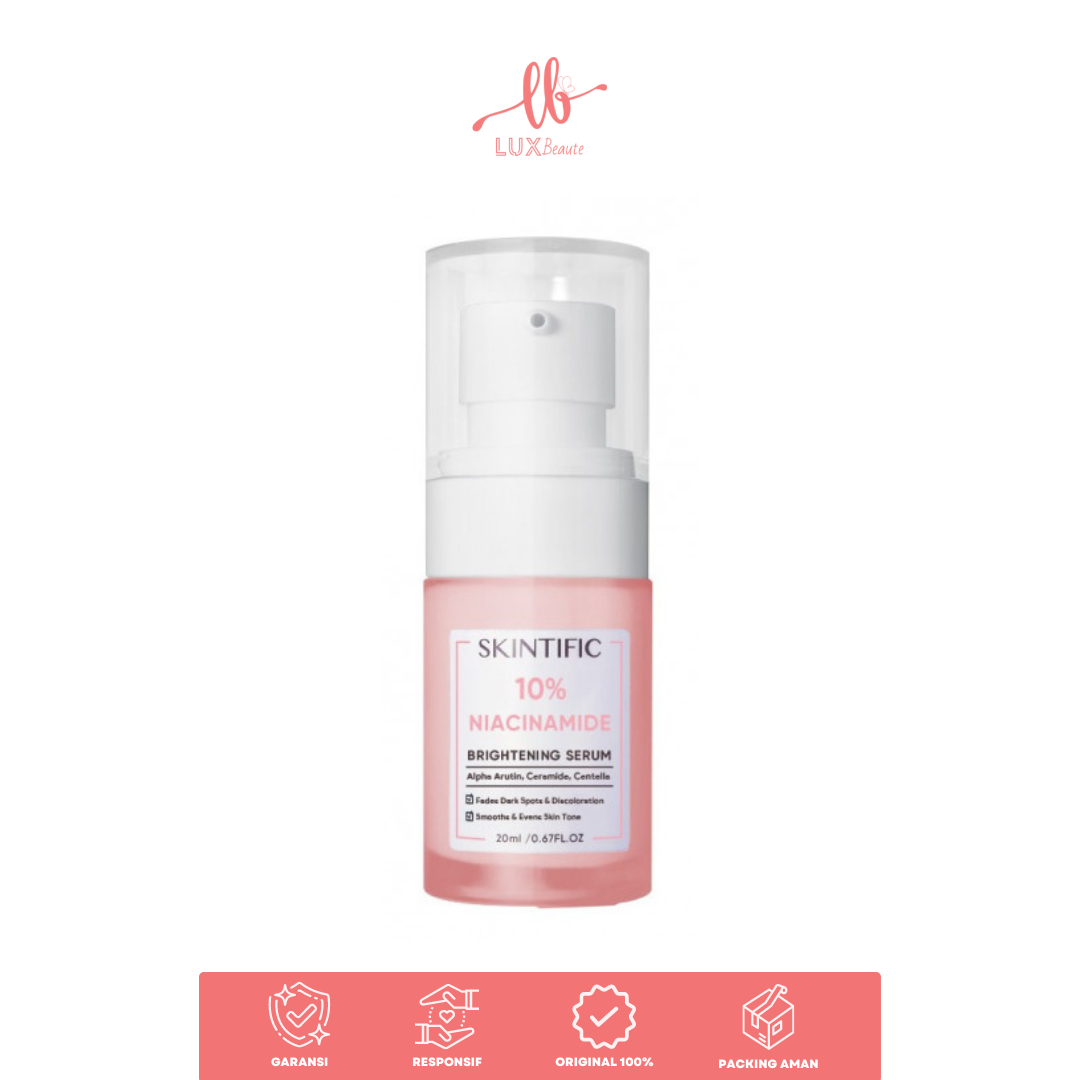 lb
LUX Beaute
SKINTIFIC
10%
NIACINAMIDE
BRIGHTENING SERUM
Alpha Arutin, Ceramide, Centella
Fades Dark Spots & Discoloration
Smooths & Evens Skin Tone
20ml /0.67FL.OZ
GARANSI
RESPONSIF
ORIGINAL 100%
PACKING AMAN